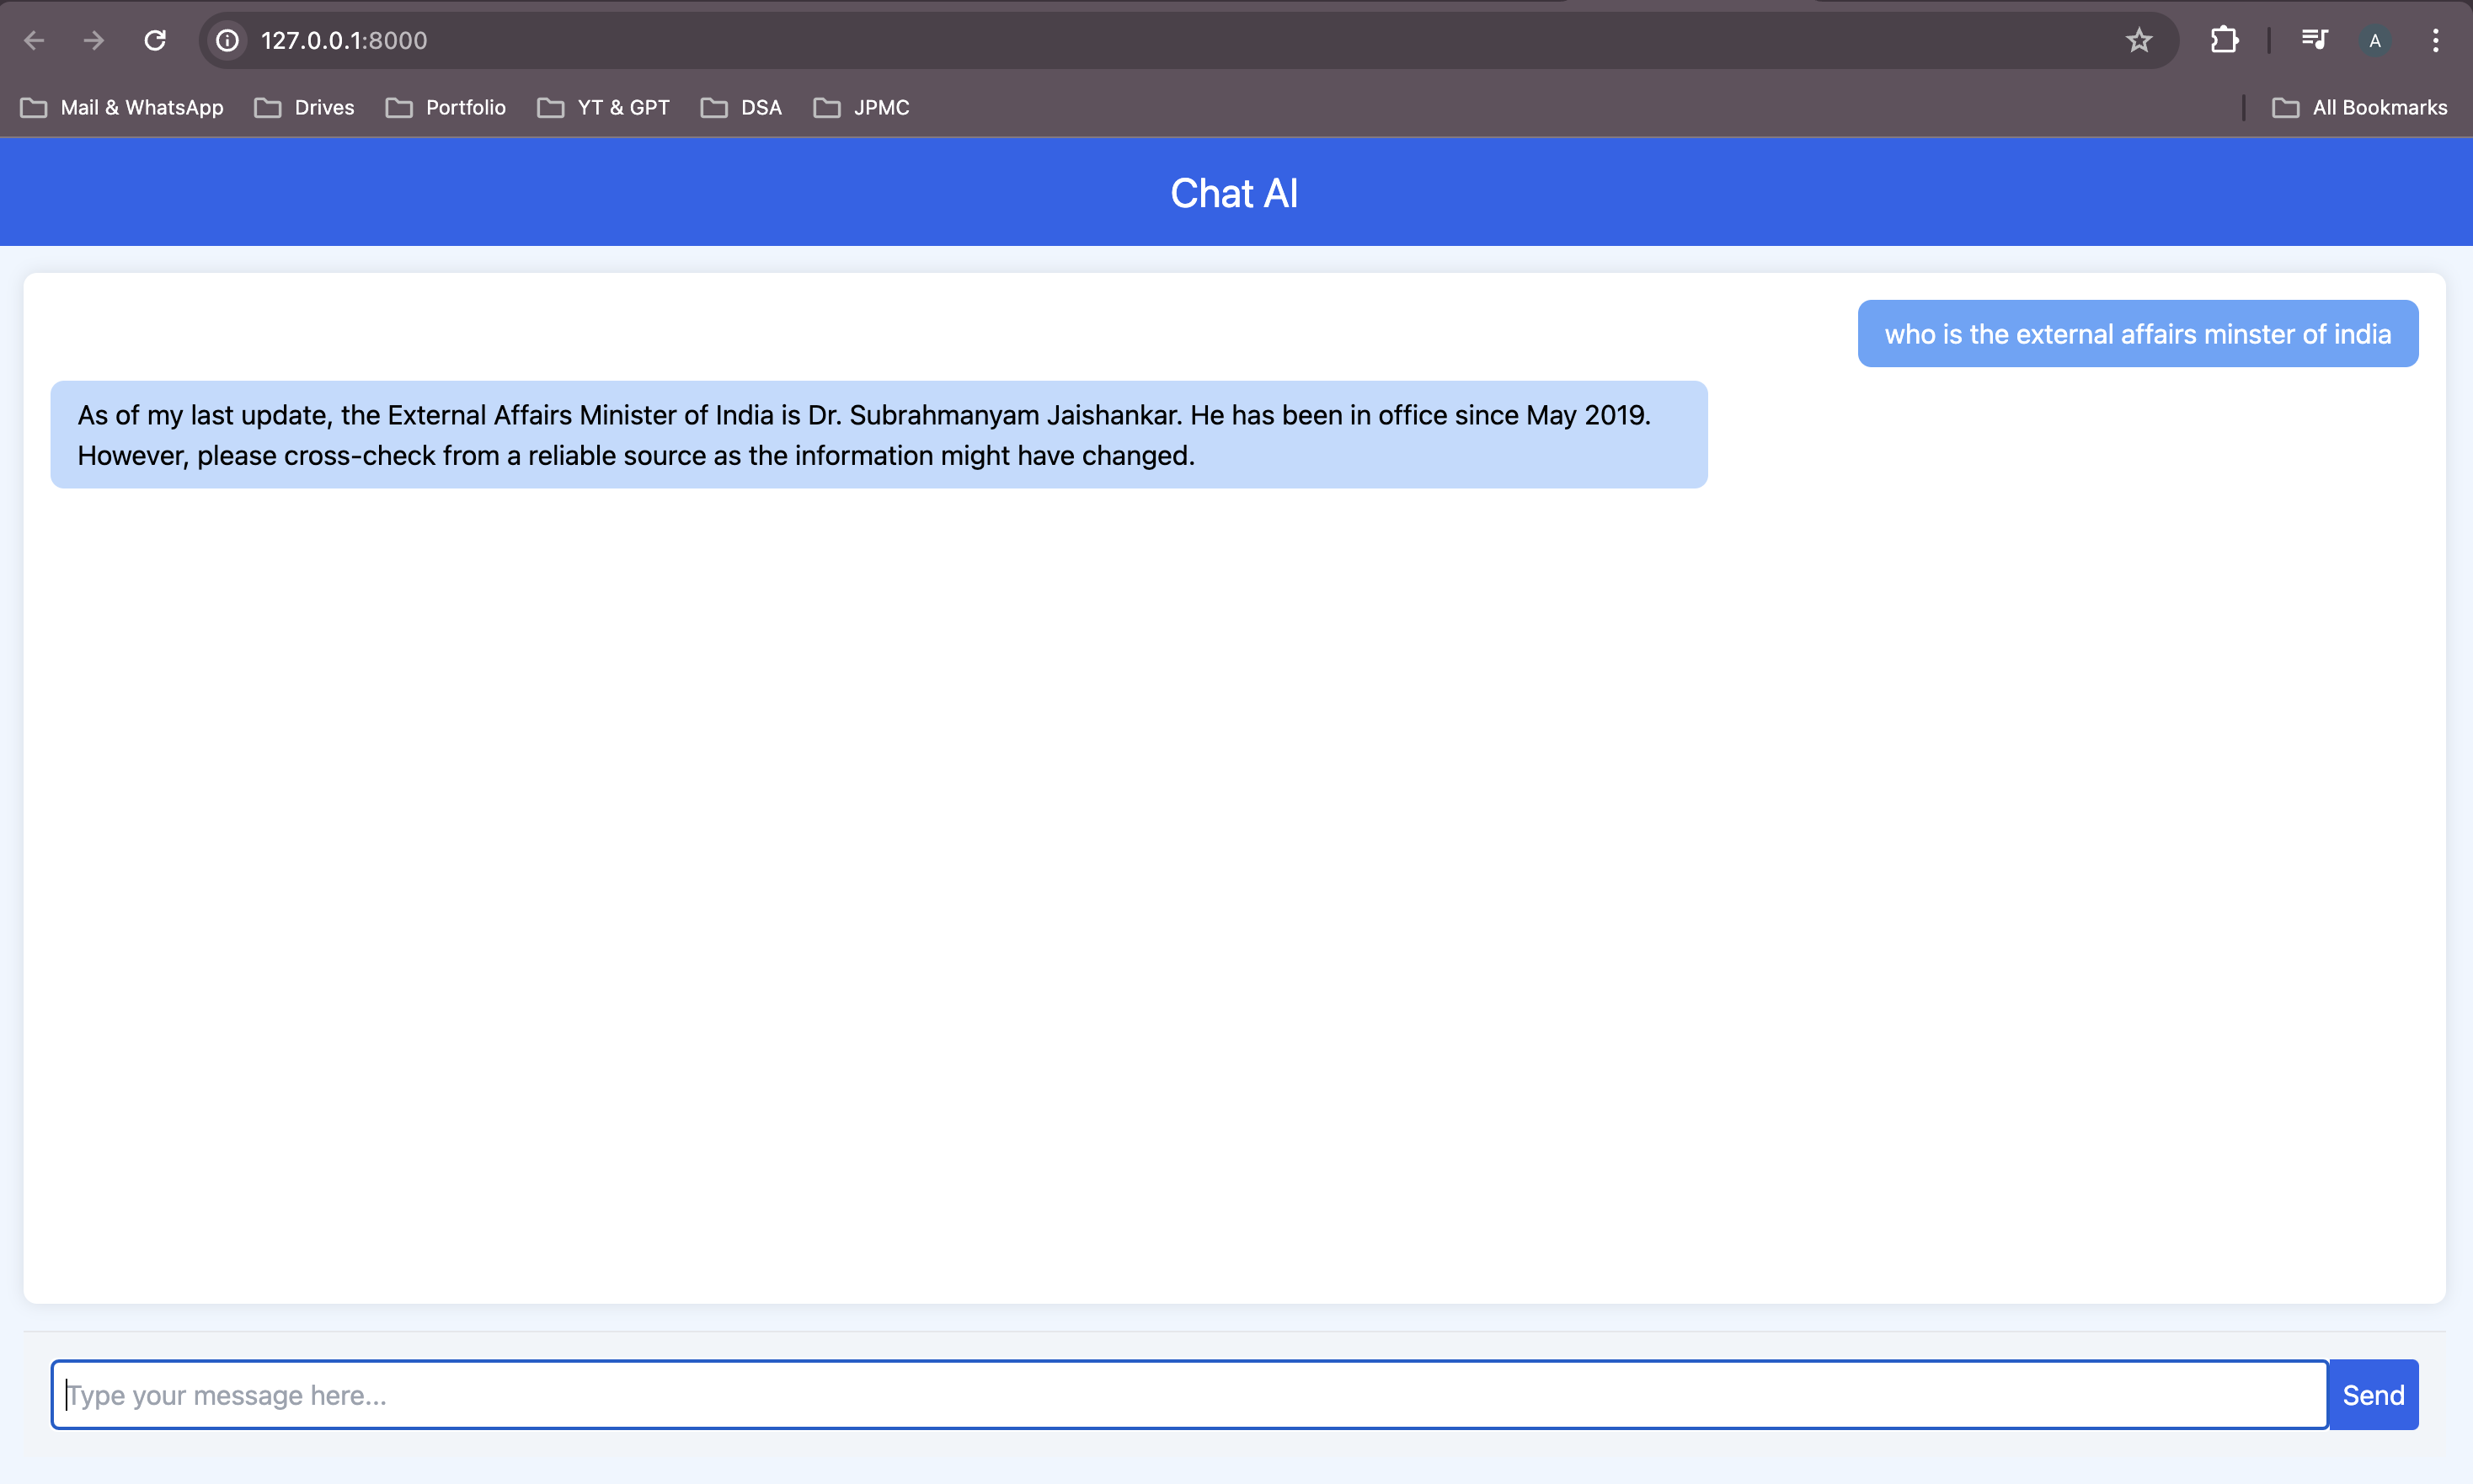 127.0.0.1:8000
A
Mail & WhatsApp Drives Portfolio YT & GPT DSA JPMC All Bookmarks
Chat AI
who is the external affairs minster of india
As of my last update, the External Affairs Minister of India is Dr. Subrahmanyam Jaishankar. He has been in office since May 2019.
However, please cross-check from a reliable source as the information might have changed.
Type your message here...
Send